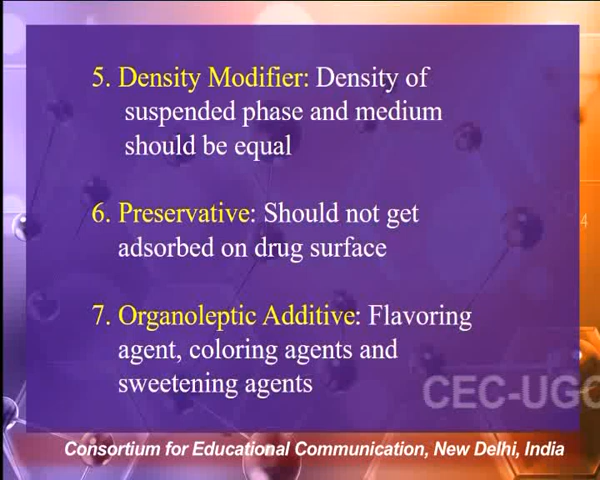 5. Density Modifier: Density of
suspended phase and medium
should be equal
6. Preservative: Should not get
adsorbed on drug surface
7. Organoleptic Additive: Flavoring
agent, coloring agents and
sweetening agents
CEC-UGC
Consortium for Educational Communication, New Delhi, India